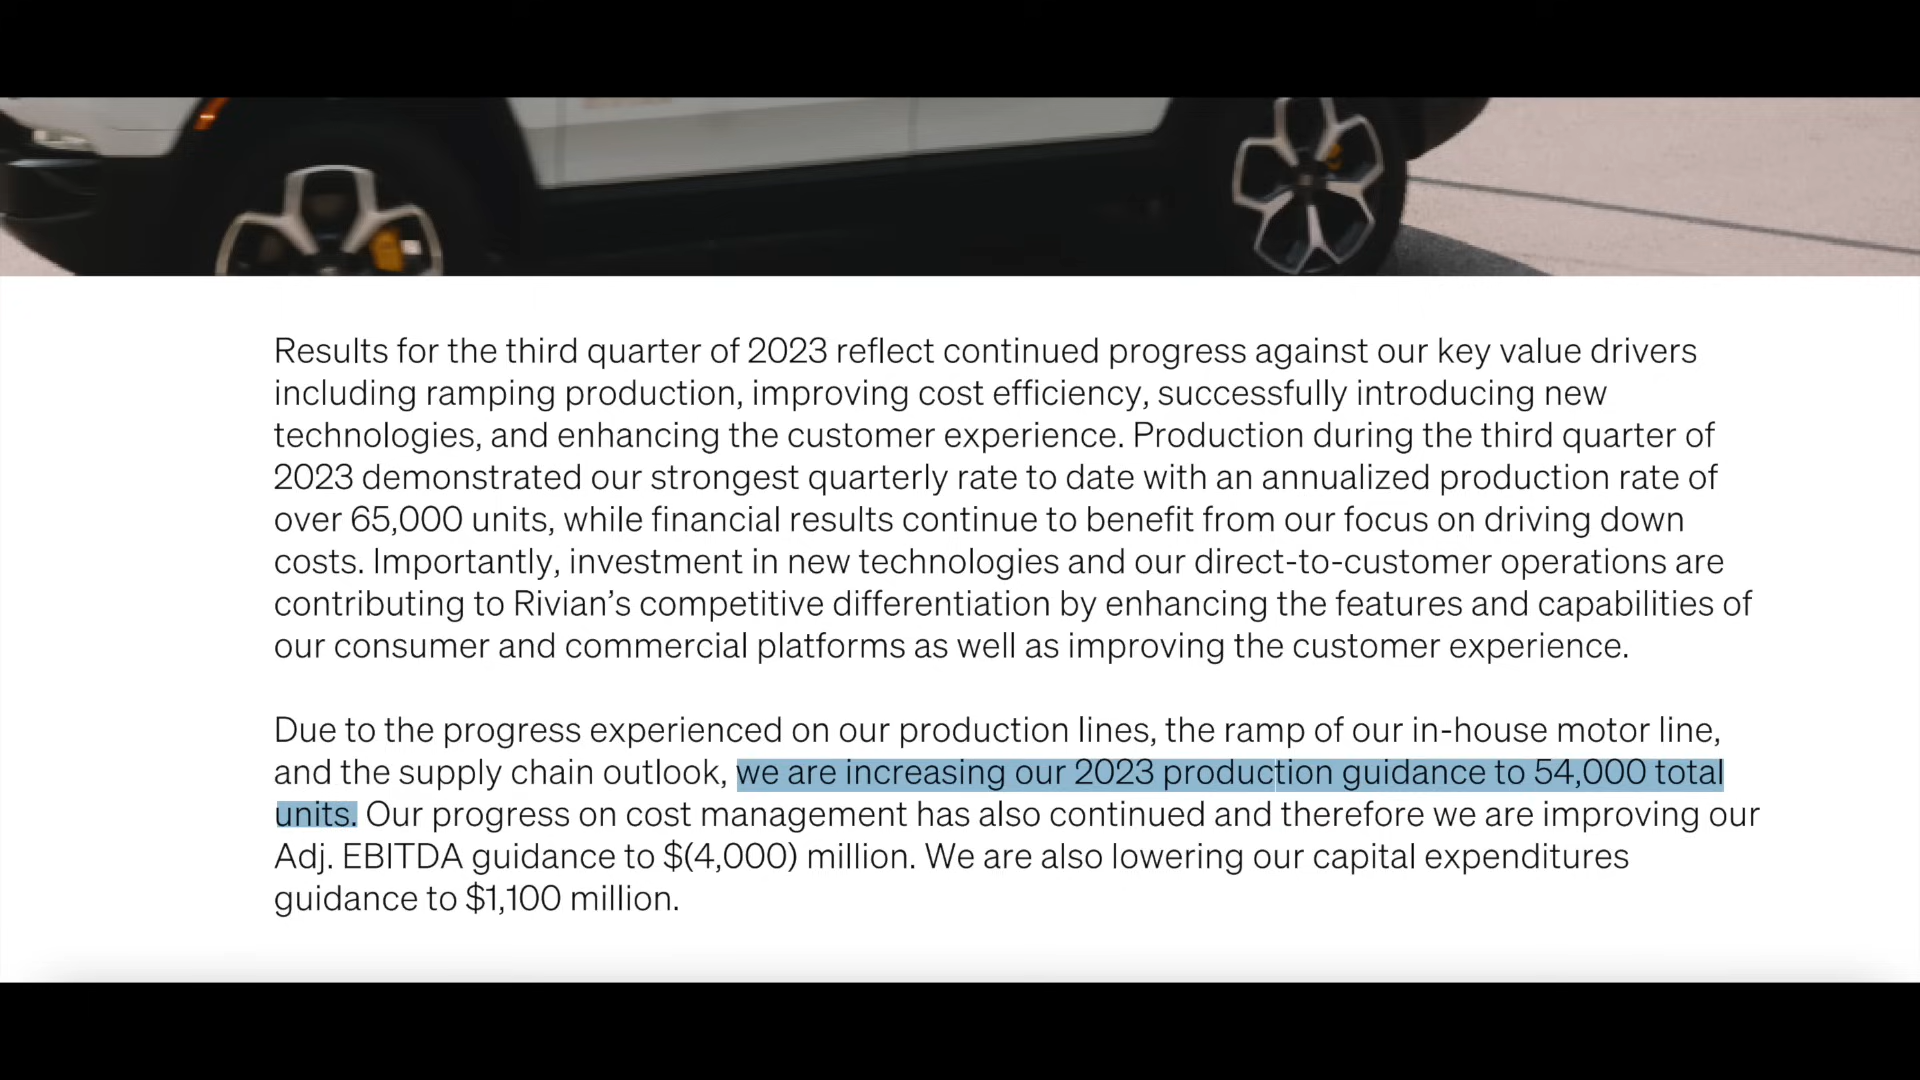 Results for the third quarter of 2023 reflect continued progress against our key value drivers
including ramping production, improving cost efficiency, successfully introducing new
technologies, and enhancing the customer experience. Production during the third quarter of
2023 demonstrated our strongest quarterly rate to date with an annualized production rate of
over 65,000 units, while financial results continue to benefit from our focus on driving down
costs. Importantly, investment in new technologies and our direct-to-customer operations are
contributing to Rivian’s competitive differentiation by enhancing the features and capabilities of
our consumer and commercial platforms as well as improving the customer experience.
Due to the progress experienced on our production lines, the ramp of our in-house motor line,
and the supply chain outlook, we are increasing our 2023 production guidance to 54,000 total
units. Our progress on cost management has also continued and therefore we are improving our
Adj. EBITDA guidance to $(4,000) million. We are also lowering our capital expenditures
guidance to $1,100 million.